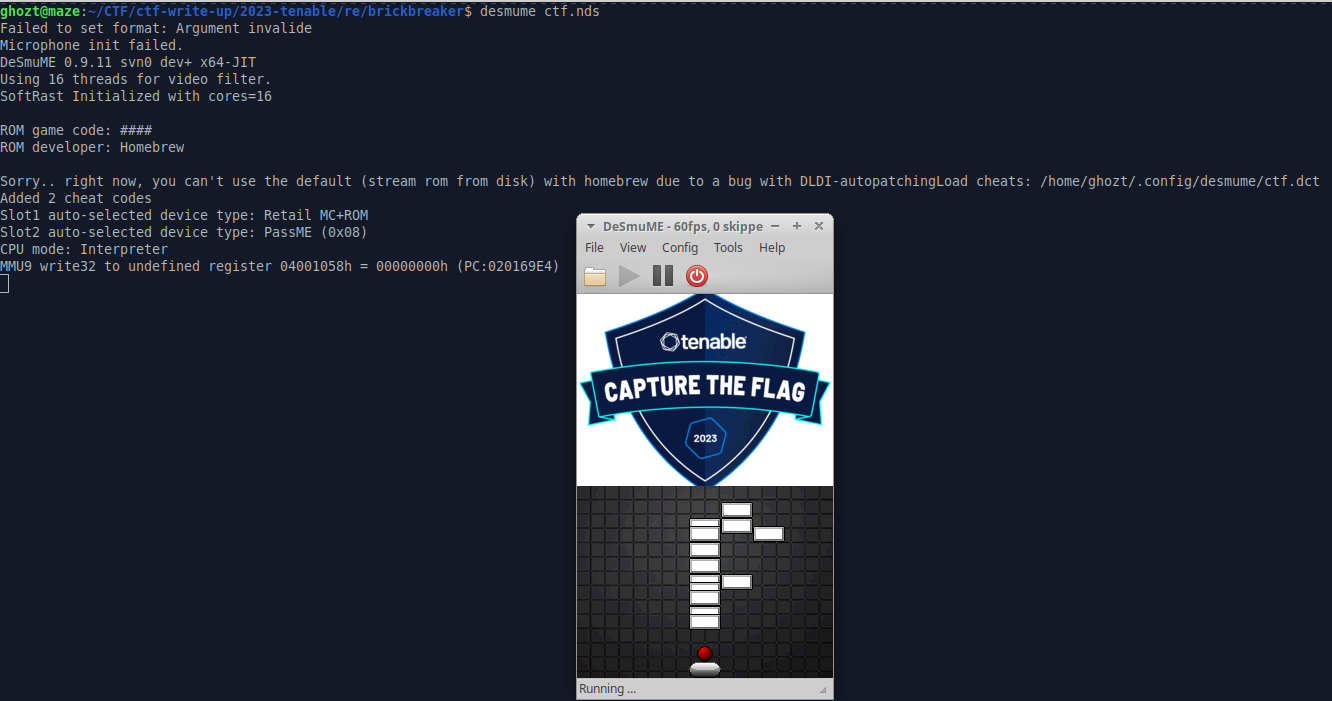 ghozt@maze:~/CTF/ctf-write-up/2023-tenable/re/brickbreaker$ desmume ctf.nds
Failed to set format: Argument invalide
Microphone init failed.
DeSmuME 0.9.11 svn0 dev+ x64-JIT
Using 16 threads for video filter.
SoftRast Initialized with cores=16
ROM game code: ####
ROM developer: Homebrew
Sorry.. right now, you can't use the default (stream rom from disk) with homebrew due to a bug with DLDI-autopatchingLoad cheats: /home/ghozt/.config/desmume/ctf.dct
Added 2 cheat codes
Slot1 auto-selected device type: Retail MC+ROM
Slot2 auto-selected device type: PassME (0x08)
CPU mode: Interpreter
MMU9 write32 to undefined register 04001058h = 00000000h (PC:020169E4)
DeSmuME - 60fps, 0 skippe
File View Config Tools Help
tenable
CAPTURE THE FLAG
2023
Running ...